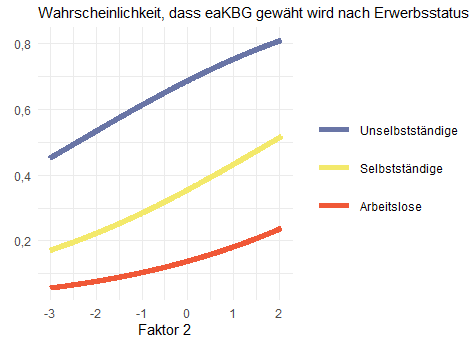 Wahrscheinlichkeit, dass eaKBG gewäht wird nach Erwerbsstatus
0,8
0,6
0,4
0,2
-3 -2 -1 0 1 2
Faktor 2
Unselbstständige
Selbstständige
Arbeitslose